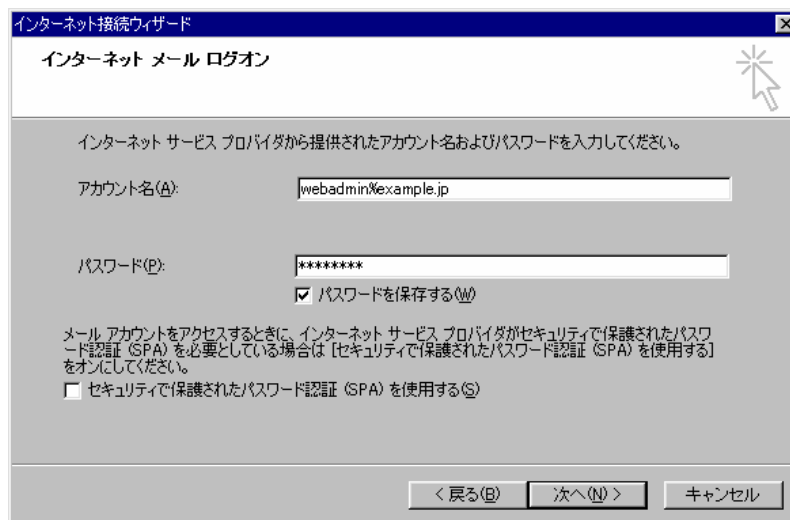 インターネット接続ウィザード
インターネット メール ログオン
インターネット サービス プロバイダから提供されたアカウント名およびパスワードを入力してください。
アカウント名(A):
webadmin%example.jp
パスワード(P):
********
パスワードを保存する(W)
メール アカウントをアクセスするときに、インターネット サービス プロバイダがセキュリティで保護されたパスワ
ード認証 (SPA) を必要としている場合は [セキュリティで保護されたパスワード認証 (SPA) を使用する]
をオンにしてください。
セキュリティで保護されたパスワード認証 (SPA) を使用する(S)
< 戻る(B)
次へ(N) >
キャンセル